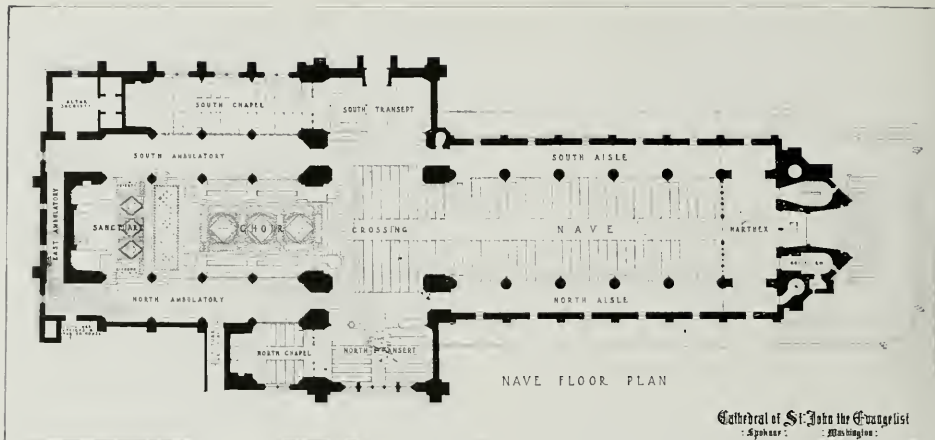 ALTAR
SACRISTY
SOUTH CHAPEL
SOUTH TRANSEPT
SOUTH AMBULATORY
SOUTH AISLE
EAST AMBULATORY
SANCTUARY
CHOIR
CROSSING
NAVE
NARTHEX
NORTH AMBULATORY
NORTH AISLE
NORTH CHAPEL
NORTH TRANSEPT
NAVE FLOOR PLAN
Cathedral of St. John the Evangelist
: Spokane : : Washington :